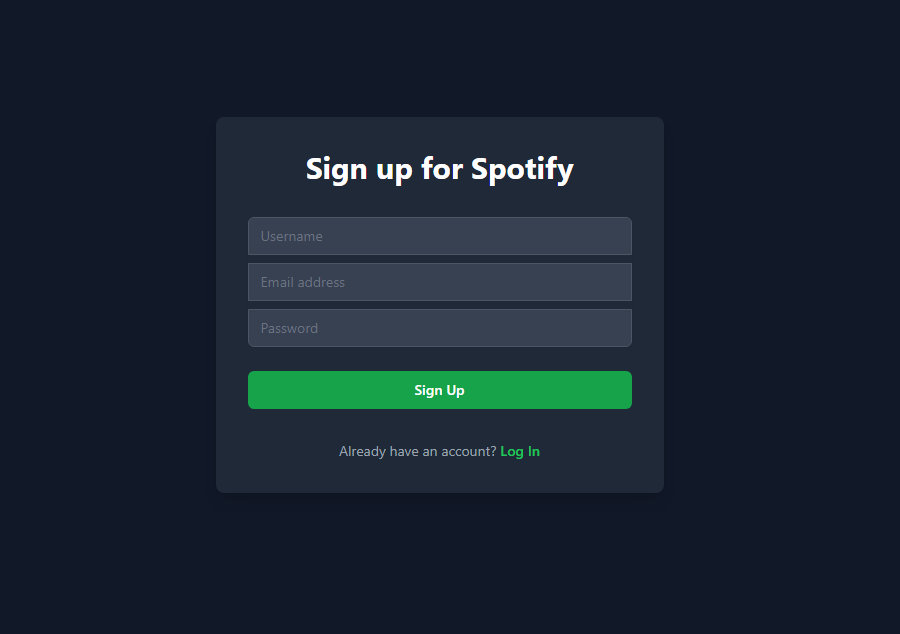 Sign up for Spotify
Username
Email address
Password
Sign Up
Already have an account? Log In